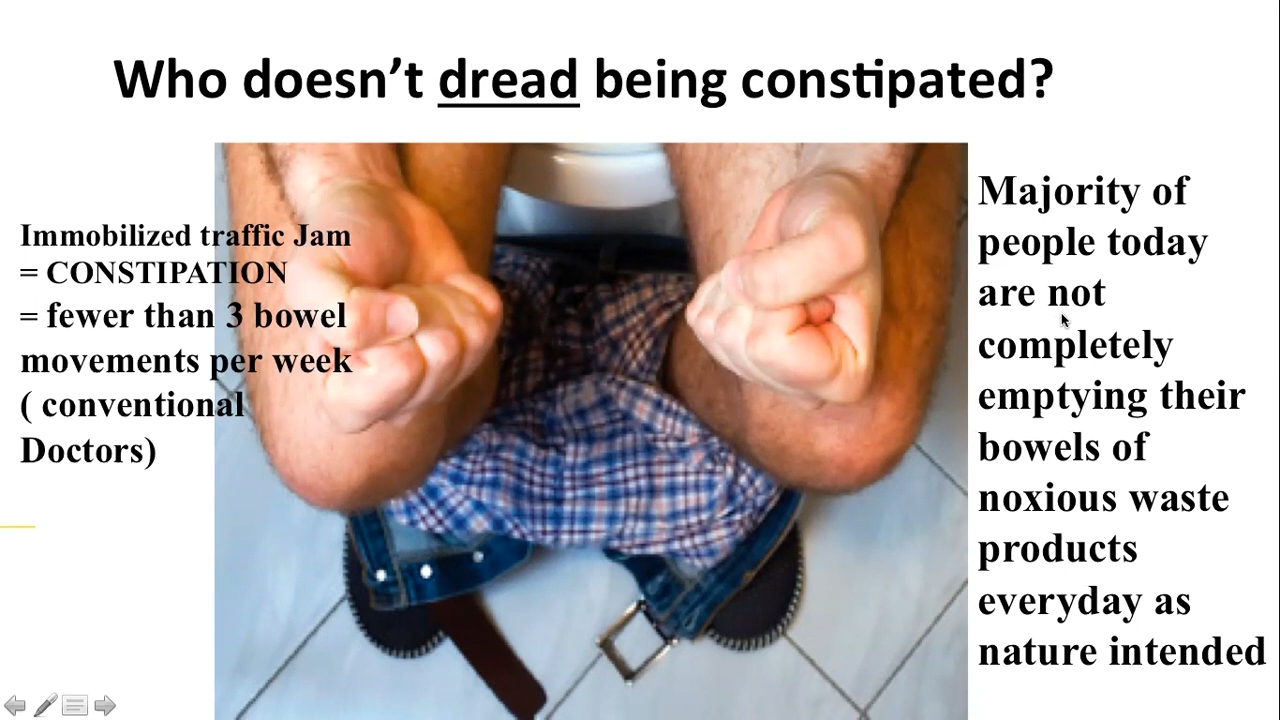 Who doesn’t dread being constipated?
Immobilized traffic Jam
= CONSTIPATION
= fewer than 3 bowel
movements per week
( conventional
Doctors)
Majority of
people today
are not
completely
emptying their
bowels of
noxious waste
products
everyday as
nature intended